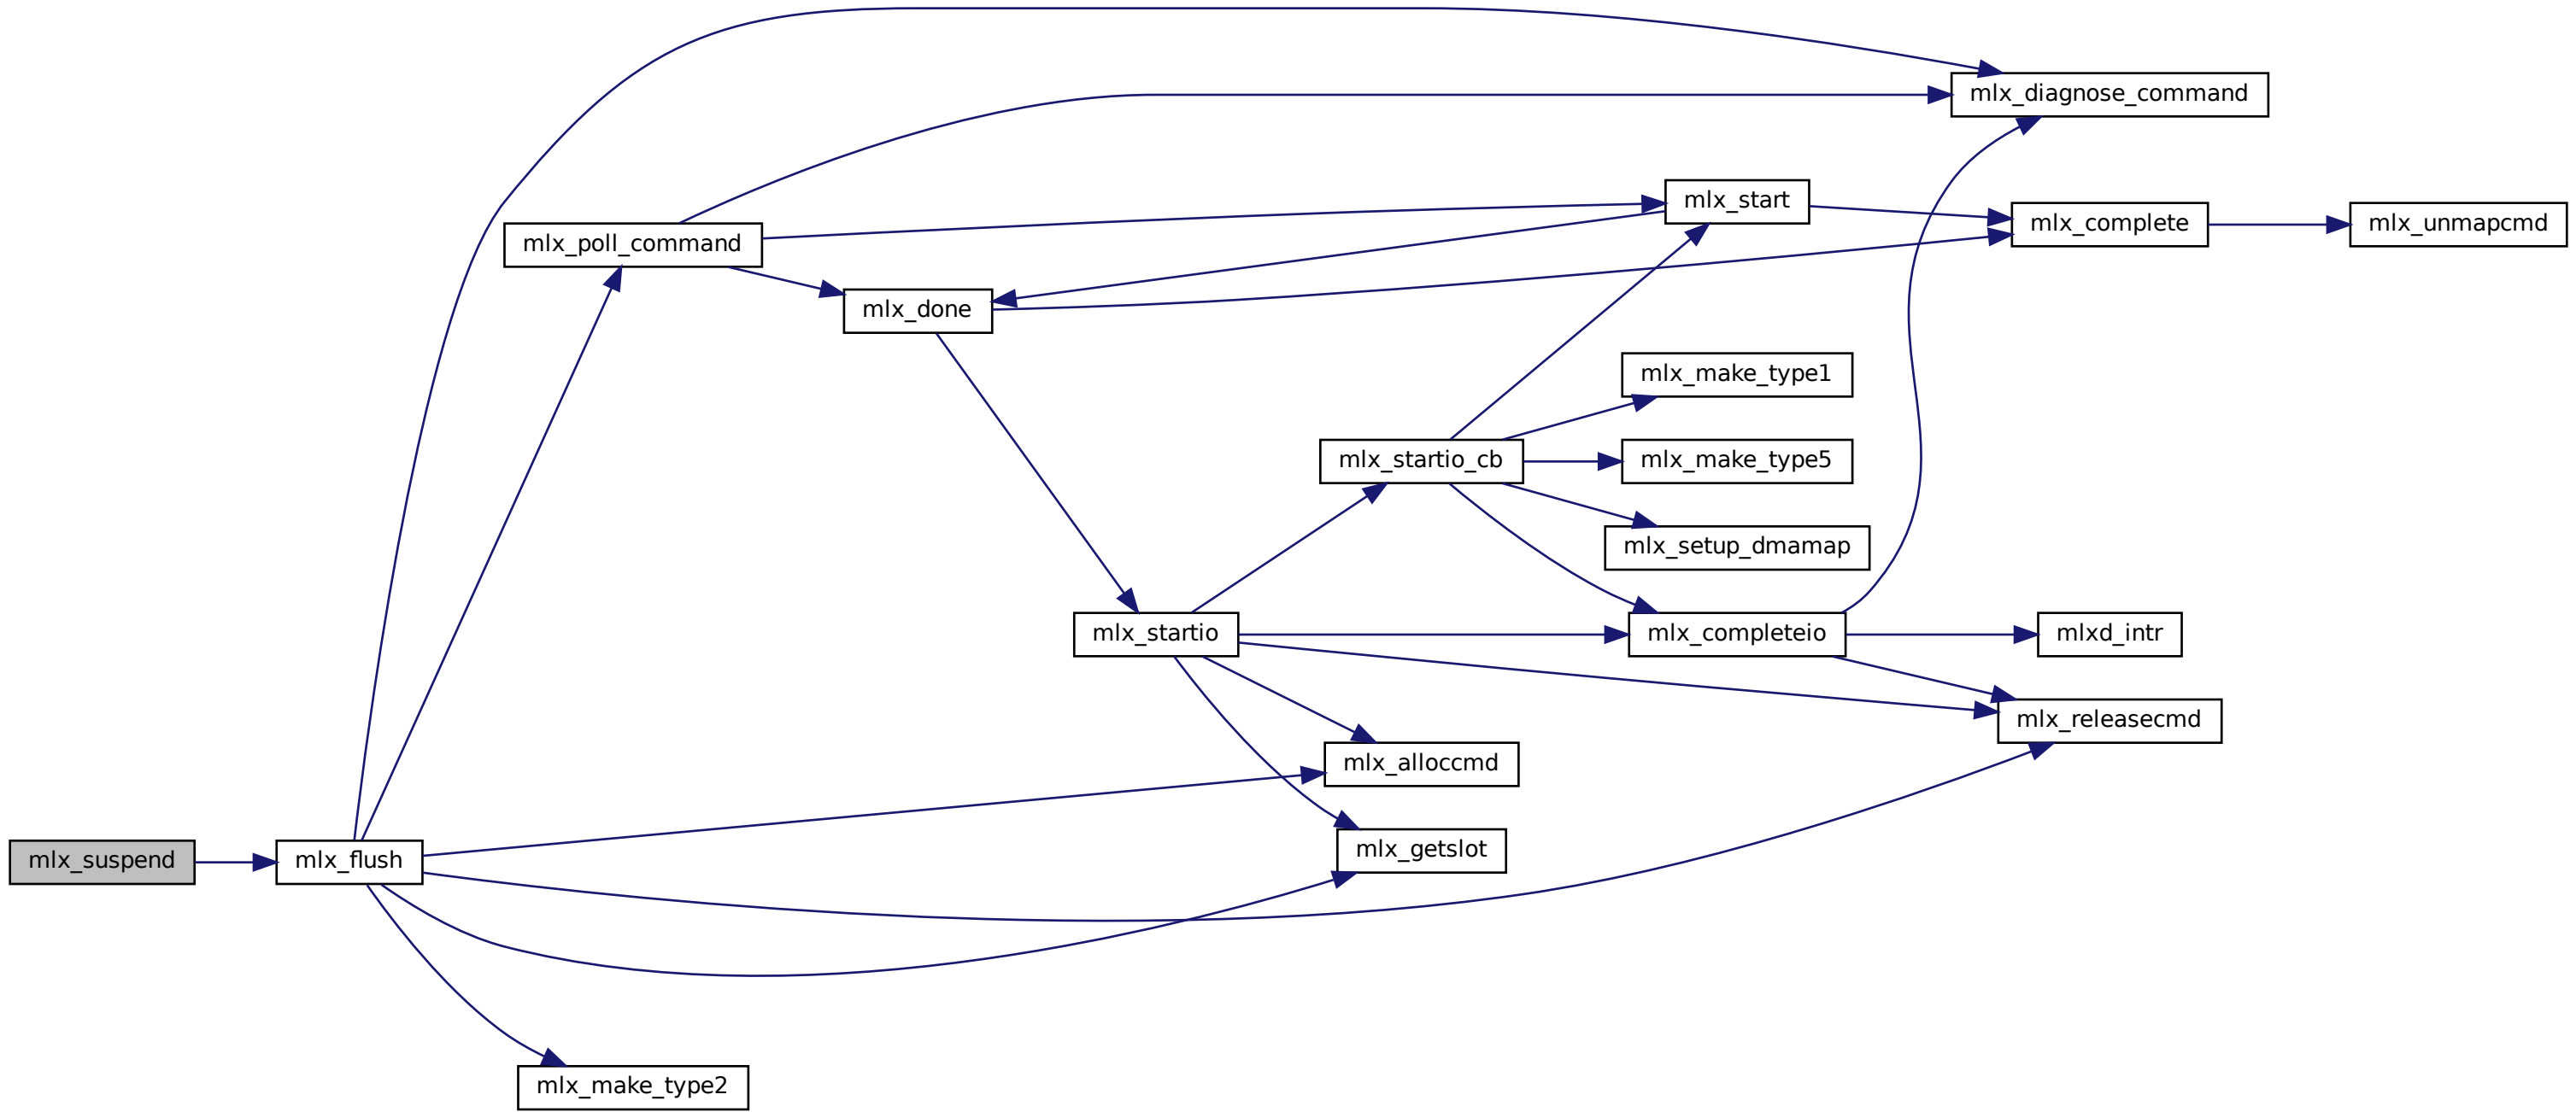 mlx_diagnose_command
mlx_start
mlx_complete
mlx_unmapcmd
mlx_poll_command
mlx_done
mlx_make_type1
mlx_startio_cb
mlx_make_type5
mlx_setup_dmamap
mlx_startio
mlx_completeio
mlxd_intr
mlx_releasecmd
mlx_alloccmd
mlx_getslot
mlx_suspend
mlx_flush
mlx_make_type2